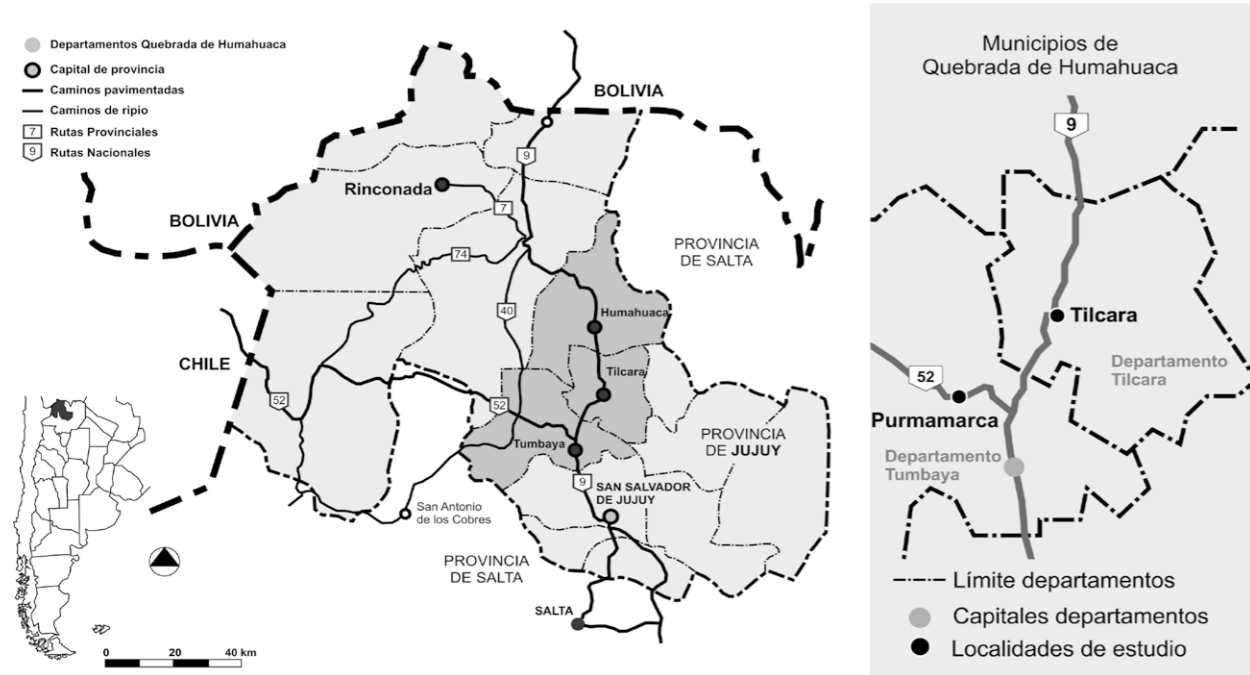 Departamentos Quebrada de Humahuaca
Capital de provincia
Caminos pavimentadas
Caminos de ripio
7 Rutas Provinciales
9 Rutas Nacionales
BOLIVIA
9
Rinconada
7
BOLIVIA
74
PROVINCIA
DE SALTA
40
Humahuaca
CHILE
Tilcara
52
52
Tumbaya
PROVINCIA
DE JUJUY
9
SAN SALVADOR
DE JUJUY
San Antonio
de los Cobres
PROVINCIA
DE SALTA
SALTA
0 20 40 km
Municipios de
Quebrada de Humahuaca
9
Tilcara
Departamento
Tilcara
52
Purmamarca
Departamento
Tumbaya
Límite departamentos
Capitales departamentos
Localidades de estudio